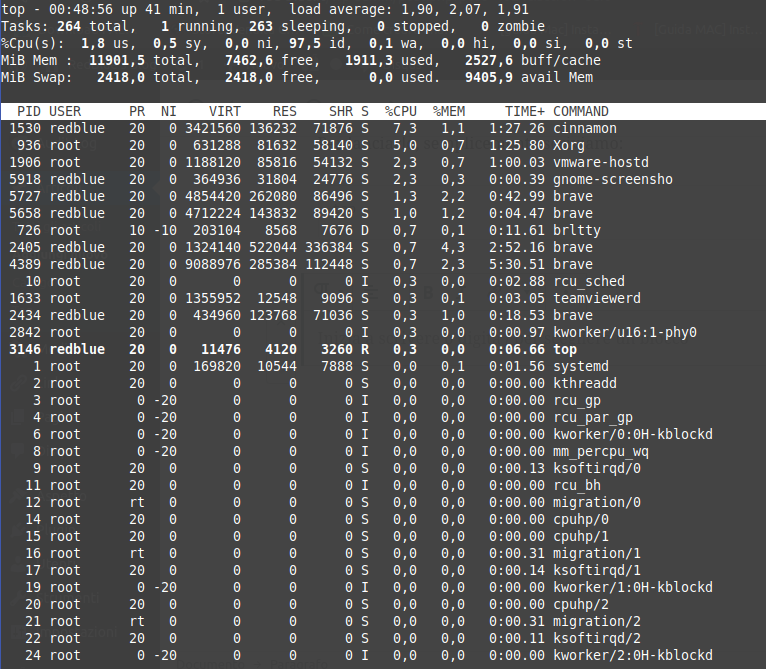 top - 00:48:56 up 41 min,  1 user,  load average: 1,90, 2,07, 1,91
Tasks: 264 total,   1 running, 263 sleeping,   0 stopped,   0 zombie
%Cpu(s):  1,8 us,  0,5 sy,  0,0 ni, 97,5 id,  0,1 wa,  0,0 hi,  0,0 si,  0,0 st
MiB Mem :  11901,5 total,   7462,6 free,   1911,3 used,   2527,6 buff/cache
MiB Swap:   2418,0 total,   2418,0 free,      0,0 used.   9405,9 avail Mem
PID USER      PR  NI    VIRT    RES    SHR S  %CPU  %MEM     TIME+ COMMAND
1530 redblue   20   0 3421560 136232  71876 S   7,3   1,1   1:27.26 cinnamon
936 root      20   0  631288  81632  58140 S   5,0   0,7   1:25.80 Xorg
1906 root      20   0 1188120  85816  54132 S   2,3   0,7   1:00.03 vmware-hostd
5918 redblue   20   0  364936  31804  24776 S   2,3   0,3   0:00.39 gnome-screensho
5727 redblue   20   0 4854420 262080  86496 S   1,3   2,2   0:42.99 brave
5658 redblue   20   0 4712224 143832  89420 S   1,0   1,2   0:04.47 brave
726 root      10 -10  203104   8568   7676 D   0,7   0,1   0:11.61 brltty
2405 redblue   20   0 1324140 522044 336384 S   0,7   4,3   2:52.16 brave
4389 redblue   20   0 9088976 285384 112448 S   0,7   2,3   5:30.51 brave
10 root      20   0       0      0      0 I   0,3   0,0   0:02.88 rcu_sched
1633 root      20   0 1355952  12548   9096 S   0,3   0,1   0:03.05 teamviewerd
2434 redblue   20   0  434960 123768  71036 S   0,3   1,0   0:18.53 brave
2842 root      20   0       0      0      0 I   0,3   0,0   0:00.97 kworker/u16:1-phy0
3146 redblue   20   0   11476   4120   3260 R   0,3   0,0   0:06.66 top
1 root      20   0  169820  10544   7888 S   0,0   0,1   0:01.56 systemd
2 root      20   0       0      0      0 S   0,0   0,0   0:00.00 kthreadd
3 root       0 -20       0      0      0 I   0,0   0,0   0:00.00 rcu_gp
4 root       0 -20       0      0      0 I   0,0   0,0   0:00.00 rcu_par_gp
6 root       0 -20       0      0      0 I   0,0   0,0   0:00.00 kworker/0:0H-kblockd
8 root       0 -20       0      0      0 I   0,0   0,0   0:00.00 mm_percpu_wq
9 root      20   0       0      0      0 S   0,0   0,0   0:00.13 ksoftirqd/0
11 root      20   0       0      0      0 I   0,0   0,0   0:00.00 rcu_bh
12 root      rt   0       0      0      0 S   0,0   0,0   0:00.00 migration/0
14 root      20   0       0      0      0 S   0,0   0,0   0:00.00 cpuhp/0
15 root      20   0       0      0      0 S   0,0   0,0   0:00.00 cpuhp/1
16 root      rt   0       0      0      0 S   0,0   0,0   0:00.31 migration/1
17 root      20   0       0      0      0 S   0,0   0,0   0:00.14 ksoftirqd/1
19 root       0 -20       0      0      0 I   0,0   0,0   0:00.00 kworker/1:0H-kblockd
20 root      20   0       0      0      0 S   0,0   0,0   0:00.00 cpuhp/2
21 root      rt   0       0      0      0 S   0,0   0,0   0:00.31 migration/2
22 root      20   0       0      0      0 S   0,0   0,0   0:00.11 ksoftirqd/2
24 root       0 -20       0      0      0 I   0,0   0,0   0:00.00 kworker/2:0H-kblockd